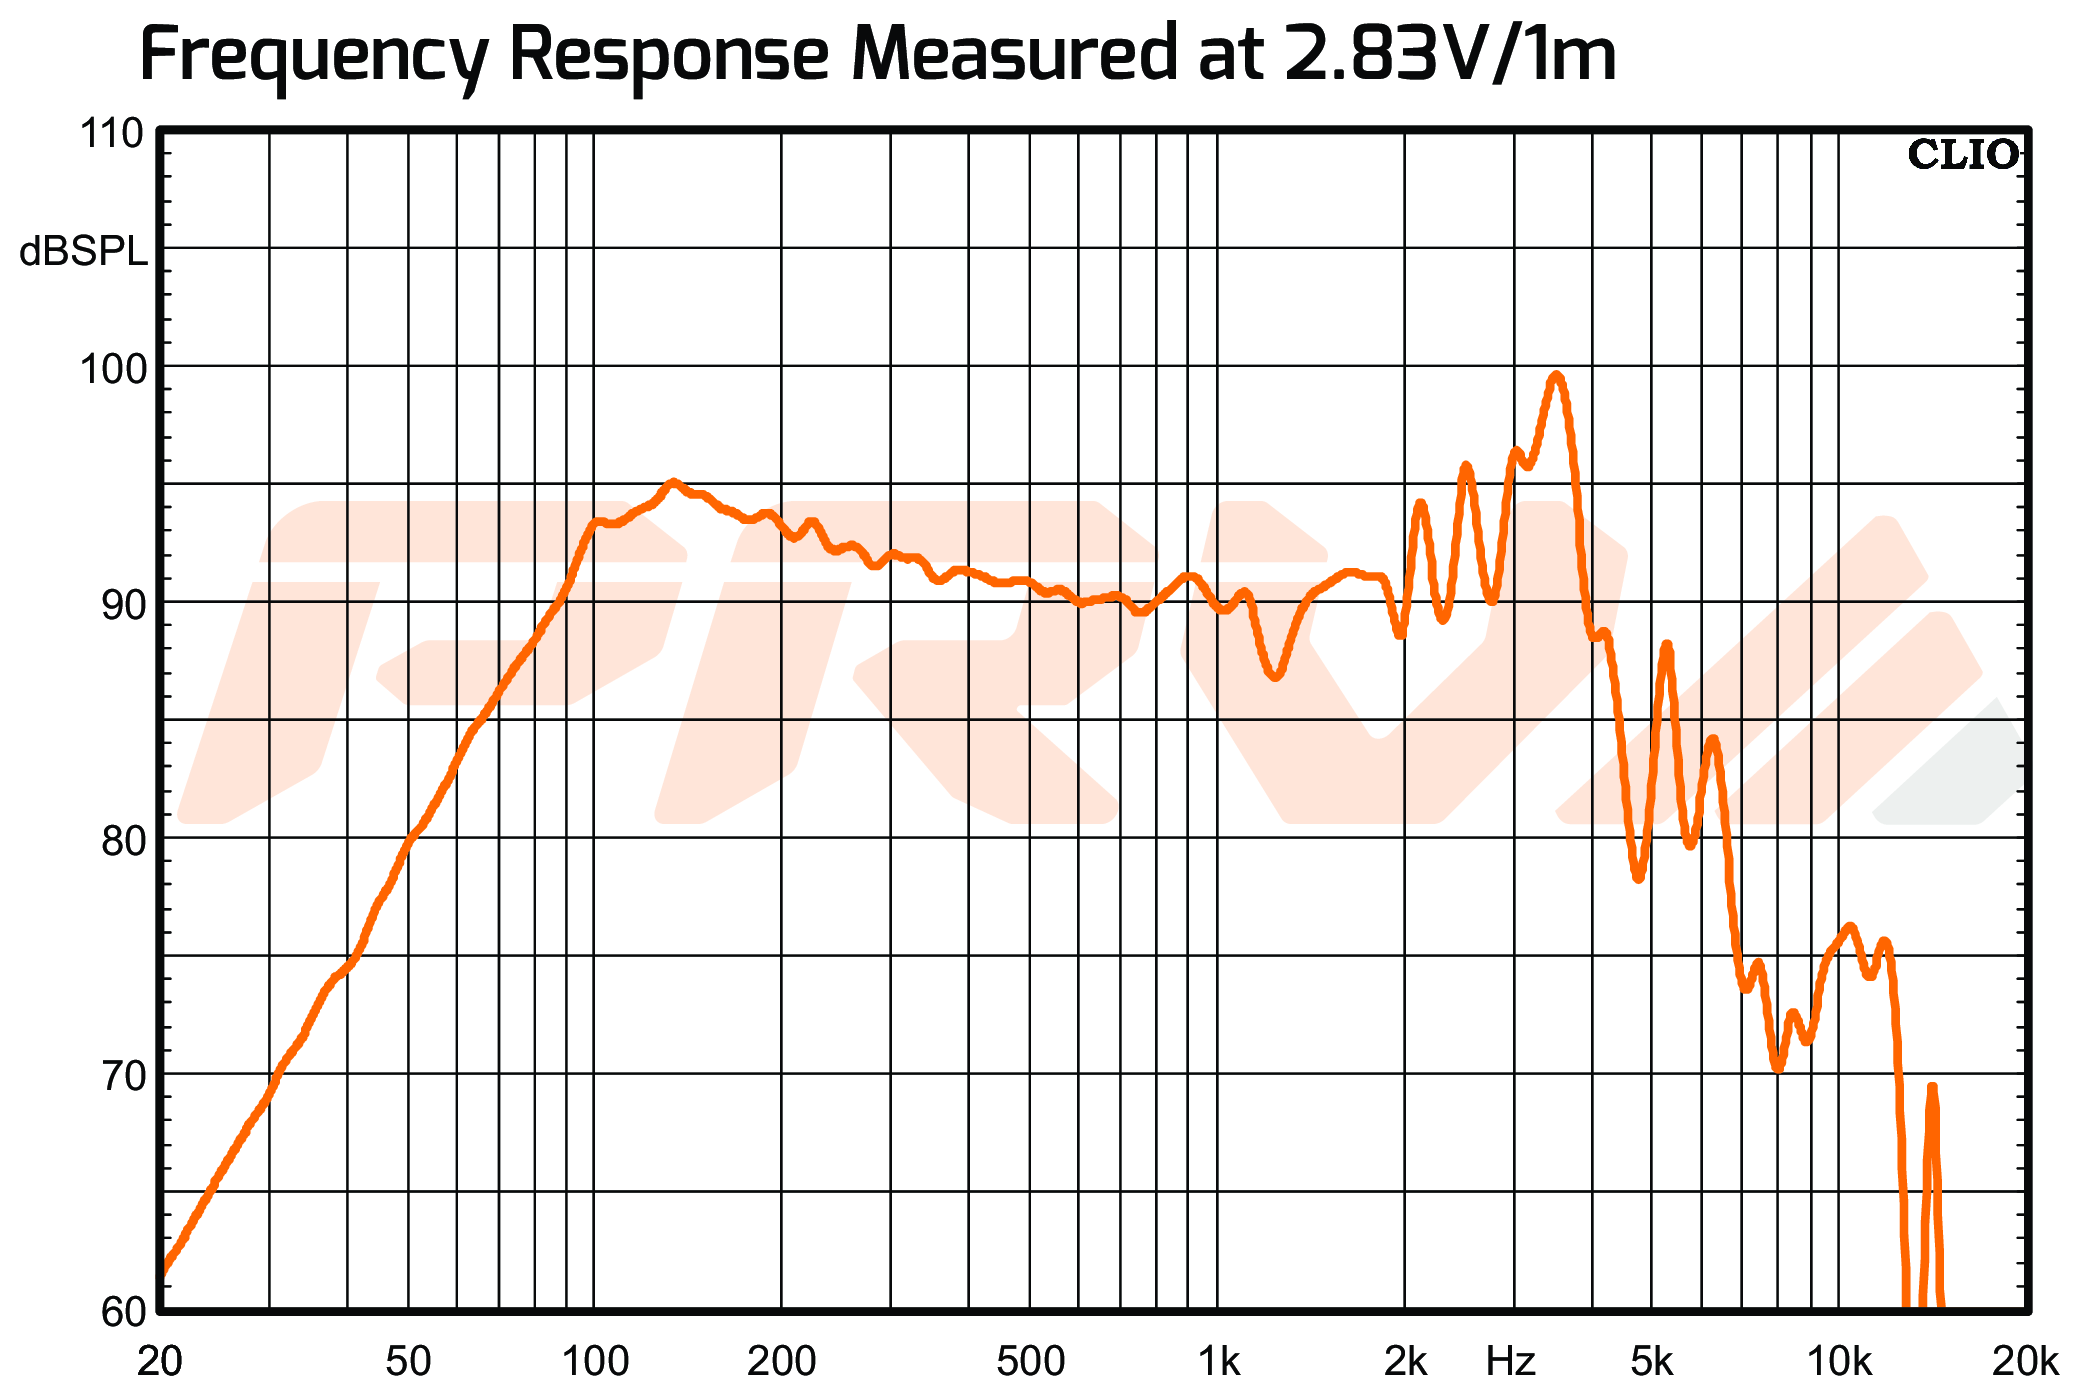 Frequency Response Measured at 2.83V/1m
110
CLIO
dBSPL
100
90
PRV
80
70
60
20 50 100 200 500 1k 2k Hz 5k 10k 20k